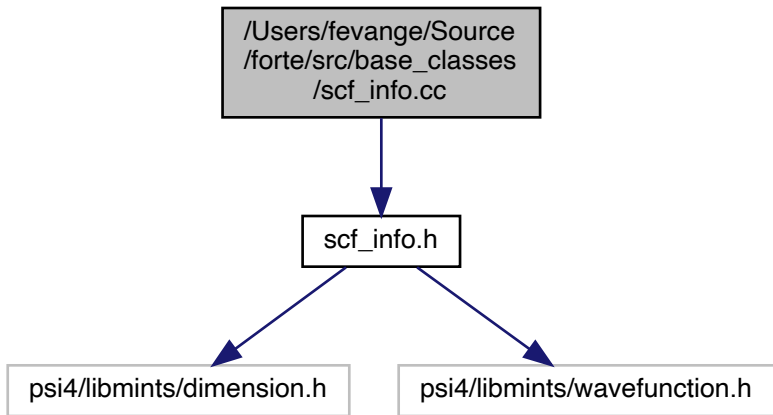 /Users/fevange/Source
/forte/src/base_classes
/scf_info.cc
scf_info.h
psi4/libmints/dimension.h
psi4/libmints/wavefunction.h